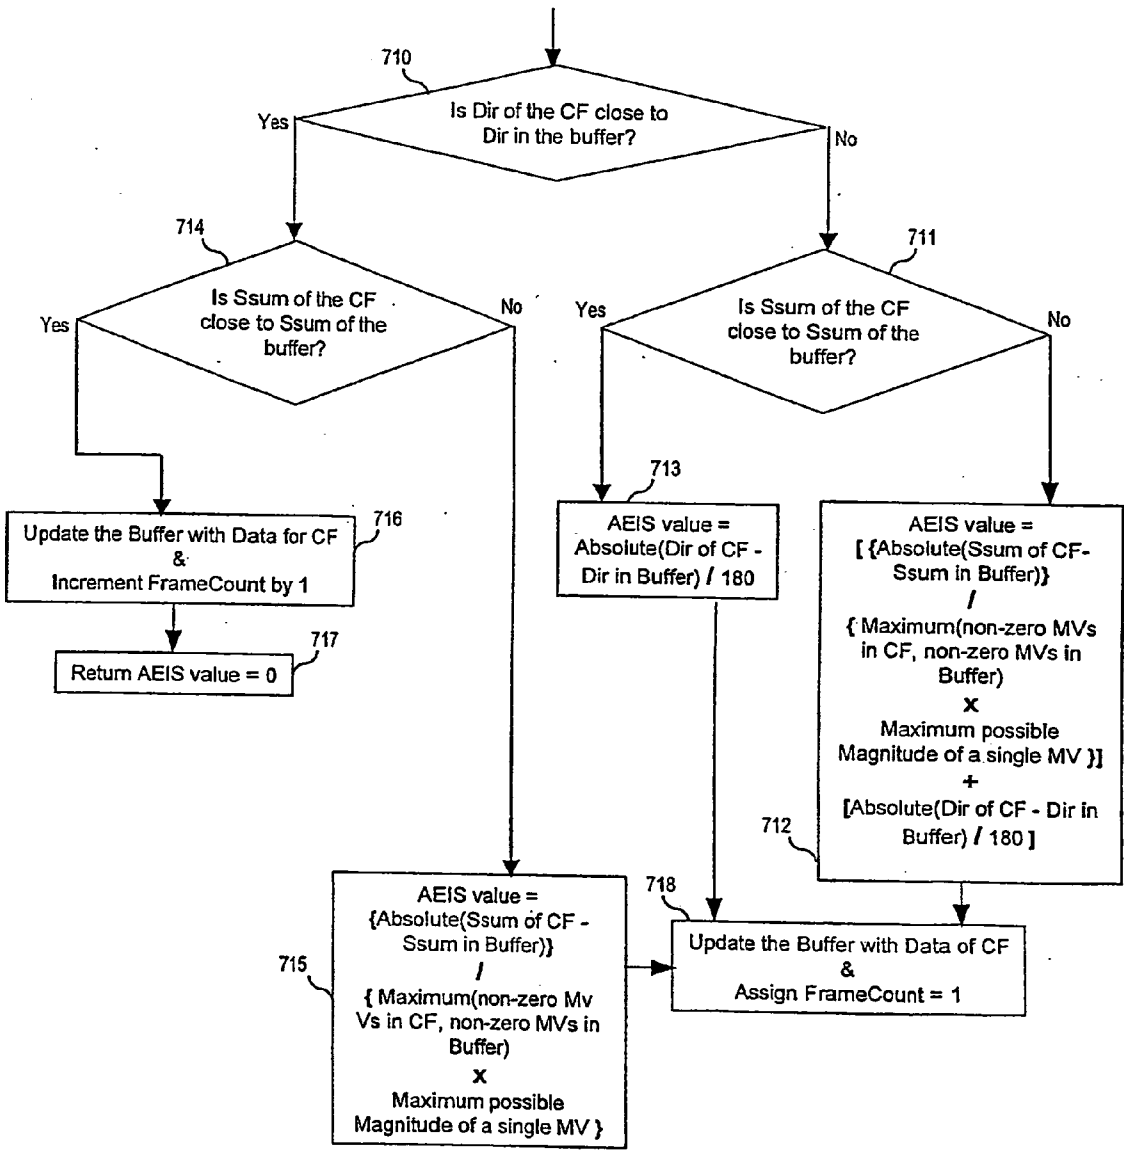 710
Is Dir of the CF close to
Dir in the buffer?
Yes
No
714
Is Ssum of the CF
close to Ssum of the
buffer?
Yes
No
711
Is Ssum of the CF
close to Ssum of the
buffer?
Yes
No
716
Update the Buffer with Data for CF
&
Increment FrameCount by 1
717
Return AEIS value = 0
713
AEIS value =
Absolute(Dir of CF -
Dir in Buffer) / 180
AEIS value =
[ {Absolute(Ssum of CF-
Ssum in Buffer)}
/
{ Maximum(non-zero MVs
in CF, non-zero MVs in
Buffer)
x
Maximum possible
Magnitude of a single MV }]
+
[Absolute(Dir of CF - Dir in
Buffer) / 180 ]
712
715
AEIS value =
{Absolute(Ssum of CF -
Ssum in Buffer)}
/
{ Maximum(non-zero Mv
Vs in CF, non-zero MVs in
Buffer)
x
Maximum possible
Magnitude of a single MV }
718
Update the Buffer with Data of CF
&
Assign FrameCount = 1